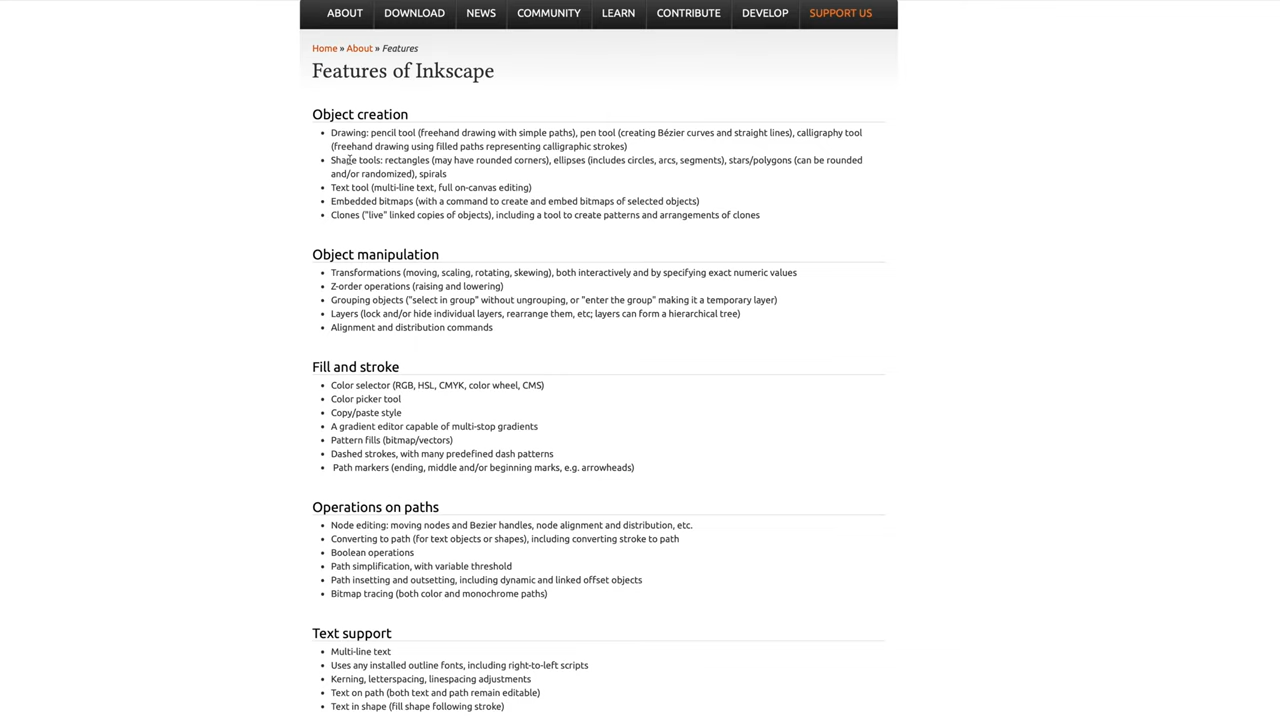 ABOUT DOWNLOAD NEWS COMMUNITY LEARN CONTRIBUTE DEVELOP SUPPORT US
Home » About » Features
Features of Inkscape
Object creation
• Drawing: pencil tool (freehand drawing with simple paths), pen tool (creating Bézier curves and straight lines), calligraphy tool
(freehand drawing using filled paths representing calligraphic strokes)
• Shape tools: rectangles (may have rounded corners), ellipses (includes circles, arcs, segments), stars/polygons (can be rounded
and/or randomized), spirals
• Text tool (multi-line text, full on-canvas editing)
• Embedded bitmaps (with a command to create and embed bitmaps of selected objects)
• Clones ("live" linked copies of objects), including a tool to create patterns and arrangements of clones
Object manipulation
• Transformations (moving, scaling, rotating, skewing), both interactively and by specifying exact numeric values
• Z-order operations (raising and lowering)
• Grouping objects ("select in group" without ungrouping, or "enter the group" making it a temporary layer)
• Layers (lock and/or hide individual layers, rearrange them, etc; layers can form a hierarchical tree)
• Alignment and distribution commands
Fill and stroke
• Color selector (RGB, HSL, CMYK, color wheel, CMS)
• Color picker tool
• Copy/paste style
• A gradient editor capable of multi-stop gradients
• Pattern fills (bitmap/vectors)
• Dashed strokes, with many predefined dash patterns
• Path markers (ending, middle and/or beginning marks, e.g. arrowheads)
Operations on paths
• Node editing: moving nodes and Bezier handles, node alignment and distribution, etc.
• Converting to path (for text objects or shapes), including converting stroke to path
• Boolean operations
• Path simplification, with variable threshold
• Path insetting and outsetting, including dynamic and linked offset objects
• Bitmap tracing (both color and monochrome paths)
Text support
• Multi-line text
• Uses any installed outline fonts, including right-to-left scripts
• Kerning, letterspacing, linespacing adjustments
• Text on path (both text and path remain editable)
• Text in shape (fill shape following stroke)